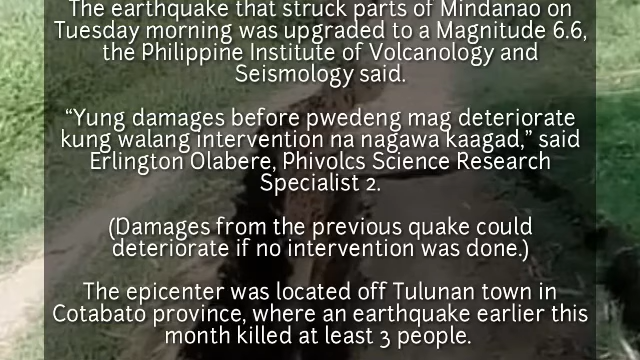 The earthquake that struck parts of Mindanao on
Tuesday morning was upgraded to a Magnitude 6.6,
the Philippine Institute of Volcanology and
Seismology said.
“Yung damages before pwedeng mag deteriorate
kung walang intervention na nagawa kaagad,” said
Erlington Olabere, Phivolcs Science Research
Specialist 2.
(Damages from the previous quake could
deteriorate if no intervention was done.)
The epicenter was located off Tulunan town in
Cotabato province, where an earthquake earlier this
month killed at least 3 people.